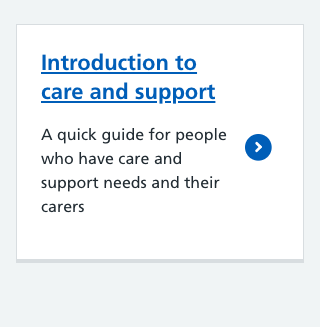 Introduction to
care and support
A quick guide for people
who have care and
support needs and their
carers